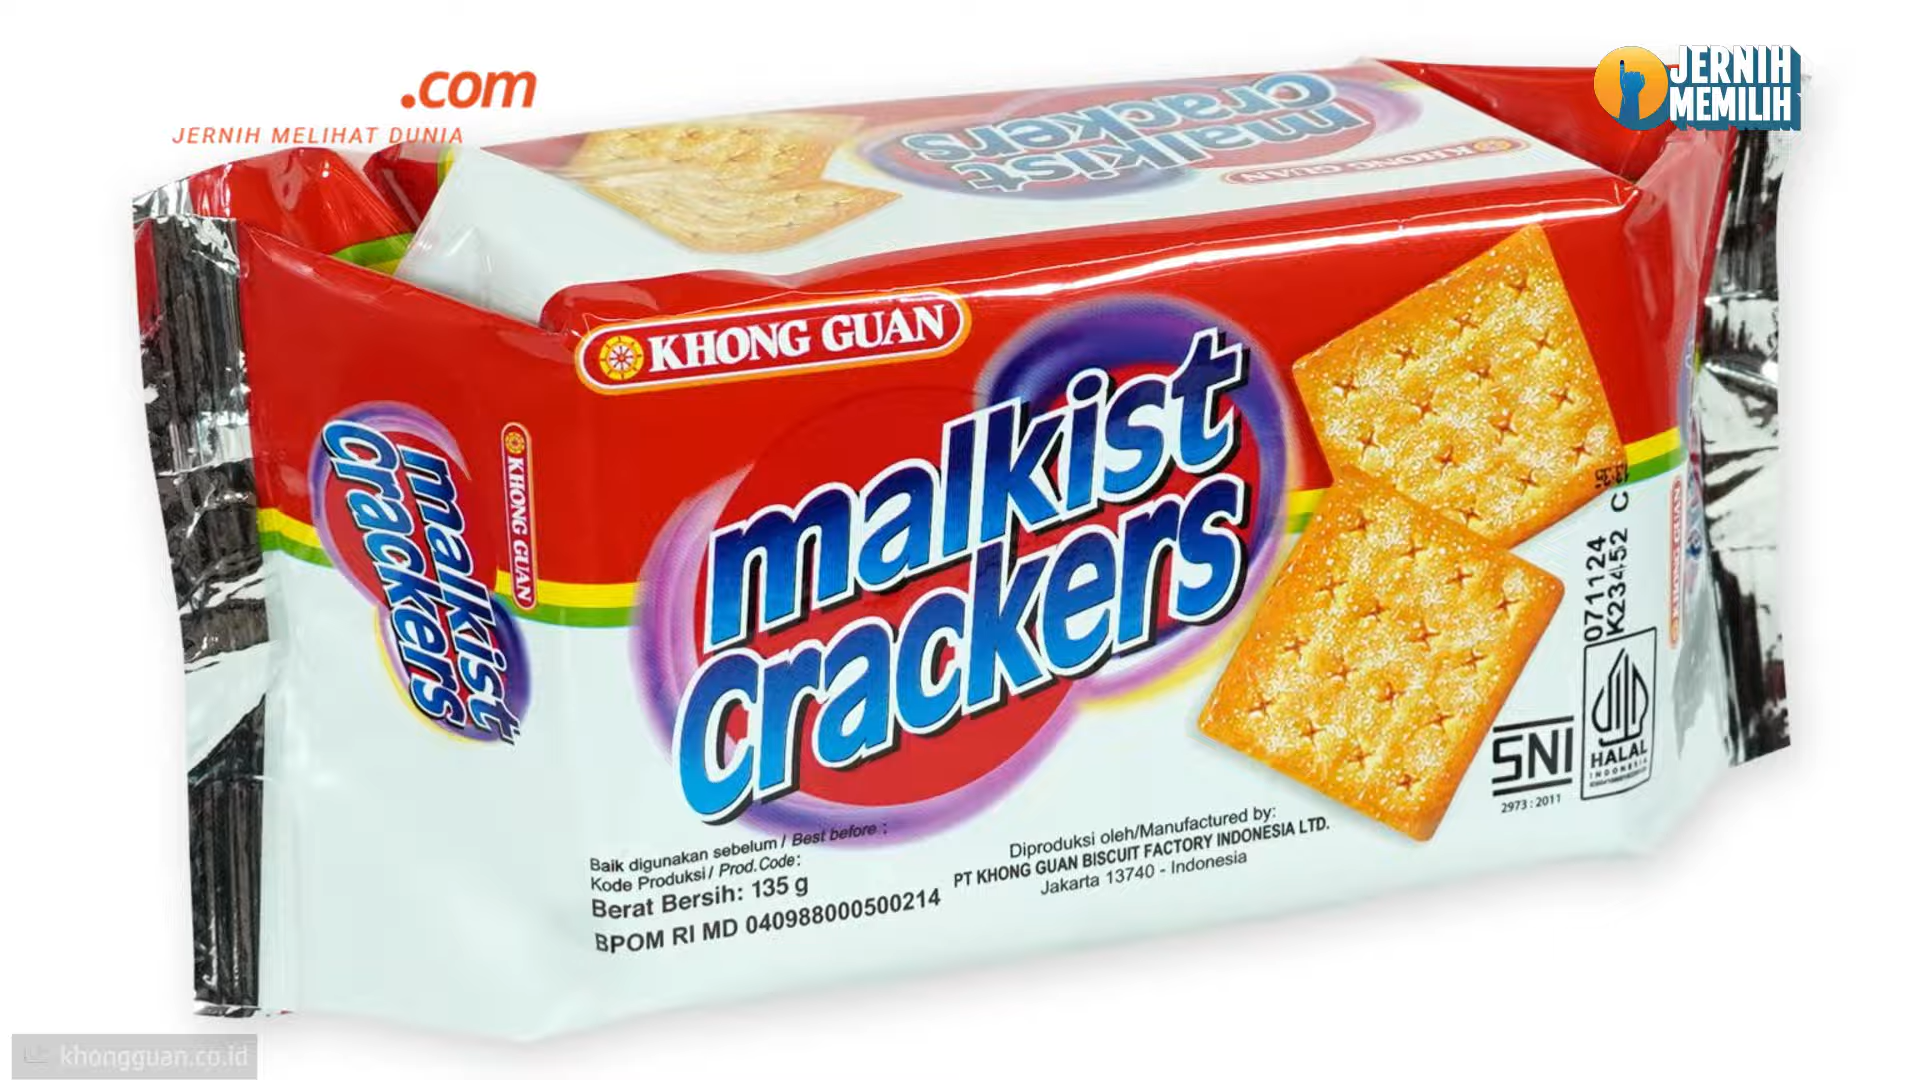 .com
JERNIH MELIHAT DUNIA
JERNIH
MEMILIH
malkist
crackers
KHONG GUAN
KHONG GUAN
malkist
crackers
malkist
crackers
KHONG GUAN
071124
K23452 C
SNI
2973 : 2011
HALAL
INDONESIA
Baik digunakan sebelum / Best before :
Kode Produksi / Prod.Code:
Berat Bersih: 135 g
BPOM RI MD 040988000500214
Diproduksi oleh/Manufactured by:
PT KHONG GUAN BISCUIT FACTORY INDONESIA LTD.
Jakarta 13740 - Indonesia
khongguan.co.id